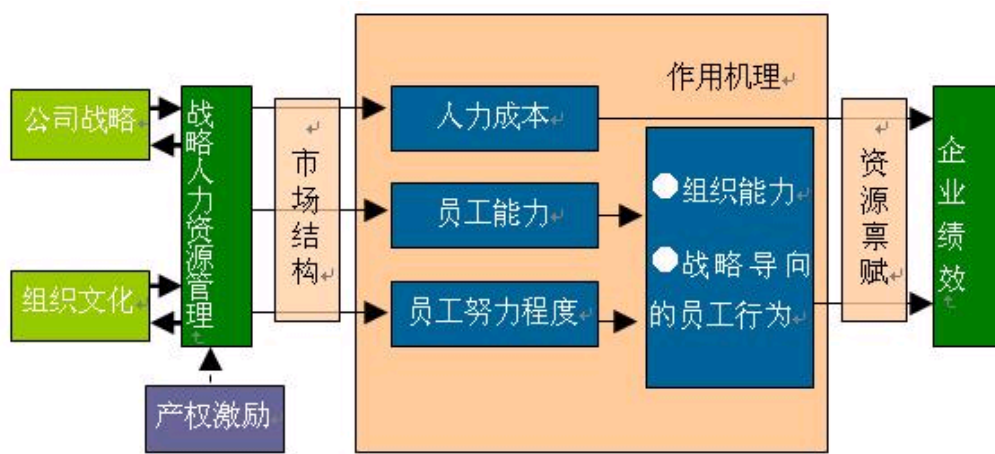 作用机理
公司战略
战略人力资源管理
市场结构
人力成本
组织能力
员工能力
战略导向
的员工行为
员工努力程度
资源禀赋
企业业绩效
组织文化
产权激励